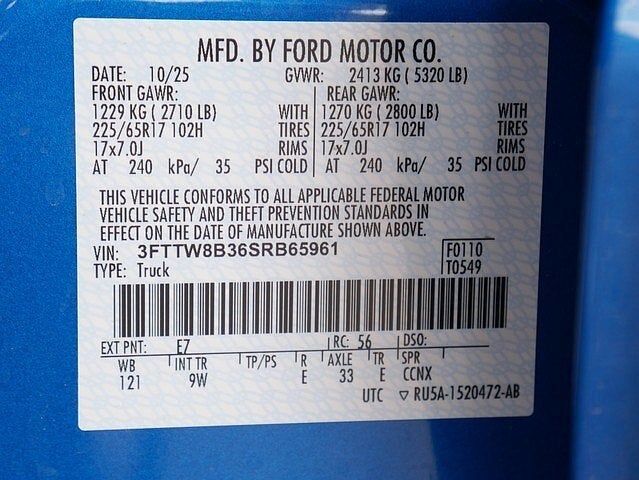 MFD. BY FORD MOTOR CO.
DATE: 10/25 GVWR: 2413 KG ( 5320 LB)
FRONT GAWR: REAR GAWR:
1229 KG ( 2710 LB) WITH 1270 KG ( 2800 LB) WITH
225/65R17 102H TIRES 225/65R17 102H TIRES
17x7.0J RIMS 17x7.0J RIMS
AT 240 kPa/ 35 PSI COLD AT 240 kPa/ 35 PSI COLD
THIS VEHICLE CONFORMS TO ALL APPLICABLE FEDERAL MOTOR
VEHICLE SAFETY AND THEFT PREVENTION STANDARDS IN
EFFECT ON THE DATE OF MANUFACTURE SHOWN ABOVE.
VIN: 3FTTW8B36SRB65961 F0110
TYPE: Truck T0549
EXT PNT: E7 RC: 56 DSO:
WB INT TR TP/PS R AXLE TR SPR
121 9W E 33 E CCNX
UTC ▽ RU5A-1520472-AB